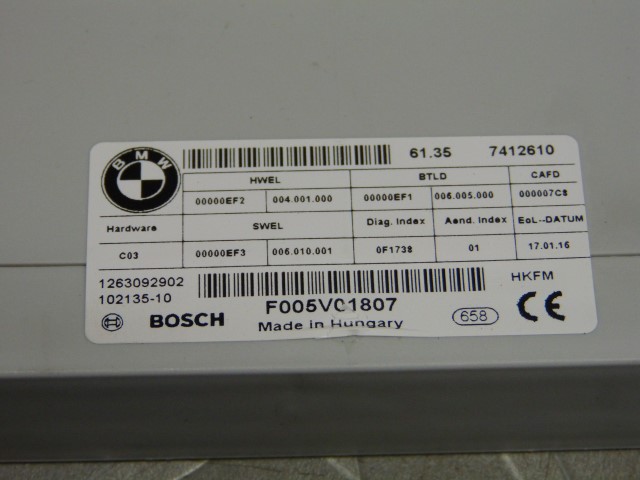 BMW 61.35 7412610
HWEL BTLD CAFD
00000EF2 004.001.000 00000EF1 006.005.000 000007C8
Hardware SWEL Diag. Index Aend. Index EoL--DATUM
C03 00000EF3 006.010.001 0F1738 01 17.01.16
1263092902 HKFM
102135-10
F005V01807
BOSCH Made in Hungary 658 CE